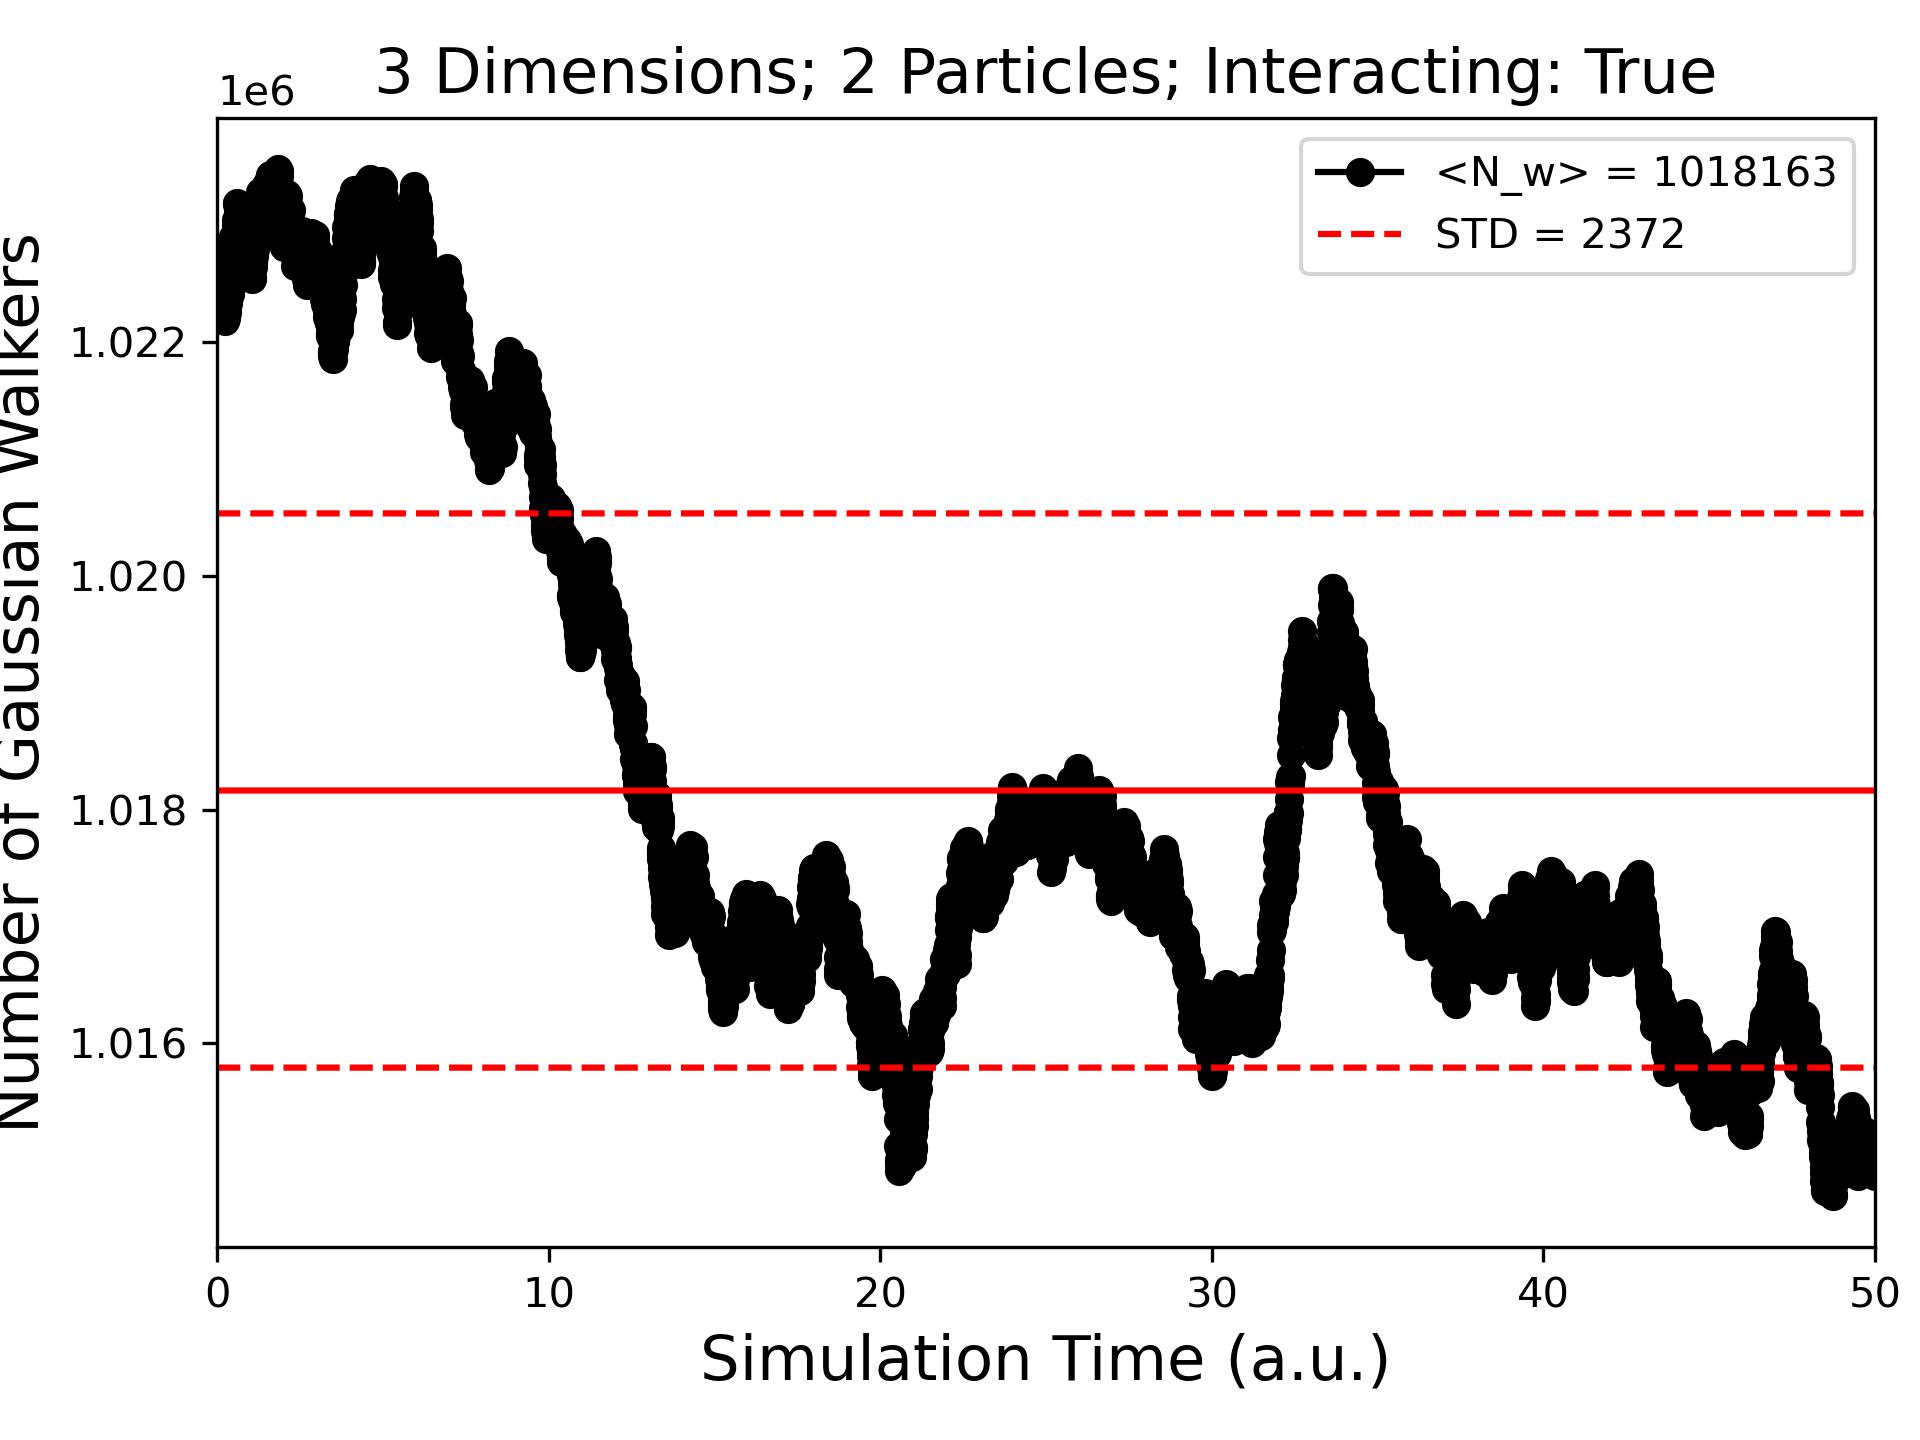 3 Dimensions; 2 Particles; Interacting: True
1e6
<N_w> = 1018163
STD = 2372
Number of Gaussian Walkers
1.022
1.020
1.018
1.016
0 10 20 30 40 50
Simulation Time (a.u.)